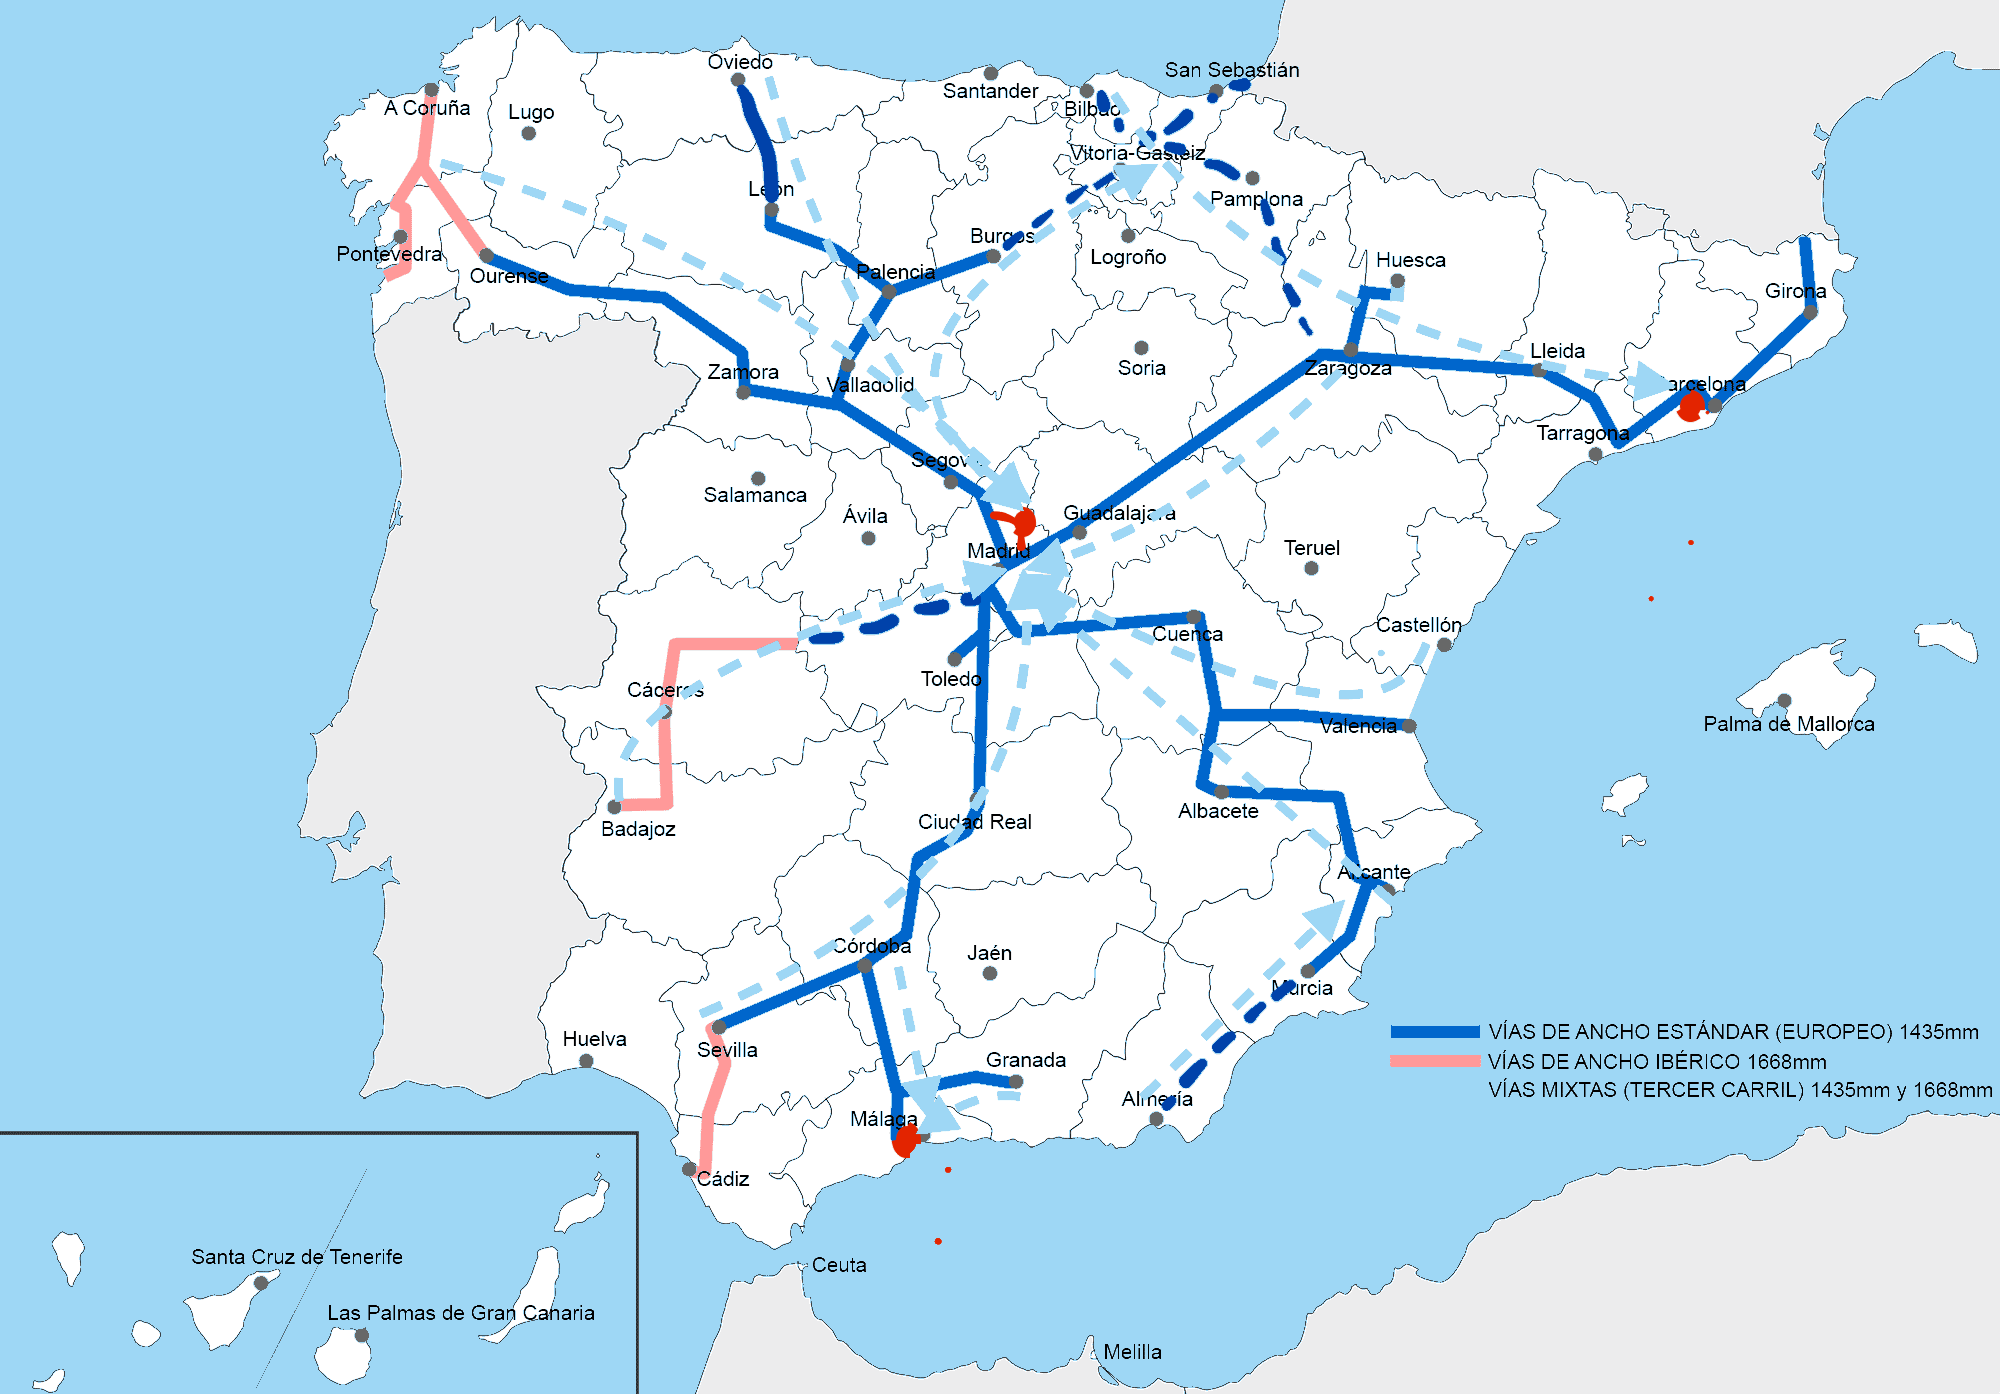 Oviedo
San Sebastián
Santander
A Coruña
Lugo
Bilbao
Vitoria-Gasteiz
León
Pamplona
Pontevedra
Burgos
Logroño
Huesca
Ourense
Palencia
Girona
Zamora
Valladolid
Soria
Zaragoza
Lleida
arcelona
Tarragona
Segov
Salamanca
Ávila
Guadalajara
Madrid
Teruel
Cuenca
Castellón
Toledo
Cáceres
Valencia
Palma de Mallorca
Badajoz
Ciudad Real
Albacete
Alicante
Córdoba
Jaén
Murcia
Huelva
Sevilla
Granada
Almería
Málaga
Cádiz
VÍAS DE ANCHO ESTÁNDAR (EUROPEO) 1435mm
VÍAS DE ANCHO IBÉRICO 1668mm
VÍAS MIXTAS (TERCER CARRIL) 1435mm y 1668mm
Santa Cruz de Tenerife
Las Palmas de Gran Canaria
Ceuta
Melilla